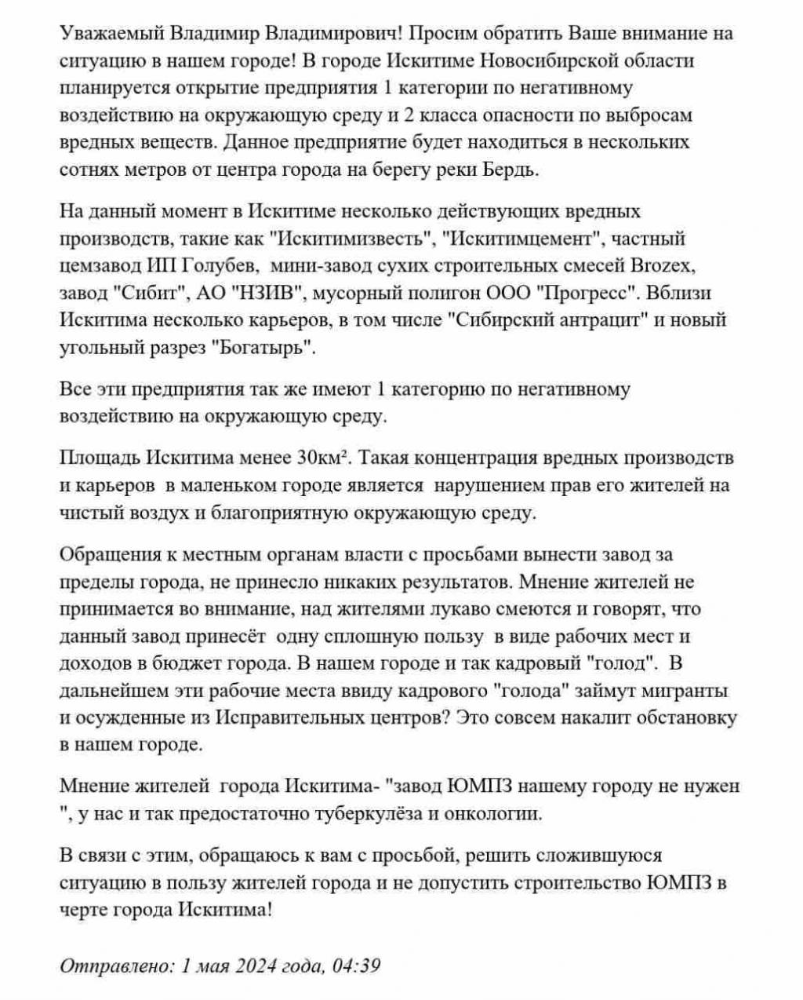 Уважаемый Владимир Владимирович! Просим обратить Ваше внимание на
ситуацию в нашем городе! В городе Искитиме Новосибирской области
планируется открытие предприятия 1 категории по негативному
воздействию на окружающую среду и 2 класса опасности по выбросам
вредных веществ. Данное предприятие будет находиться в нескольких
сотнях метров от центра города на берегу реки Бердь.
На данный момент в Искитиме несколько действующих вредных
производств, такие как "Искитимизвесть", "Искитимцемент", частный
цемзавод ИП Голубев,  мини-завод сухих строительных смесей Brozex,
завод "Сибит", АО "НЗИВ", мусорный полигон ООО "Прогресс". Вблизи
Искитима несколько карьеров, в том числе "Сибирский антрацит" и новый
угольный разрез "Богатырь".
Все эти предприятия так же имеют 1 категорию по негативному
воздействию на окружающую среду.
Площадь Искитима менее 30км². Такая концентрация вредных производств
и карьеров  в маленьком городе является  нарушением прав его жителей на
чистый воздух и благоприятную окружающую среду.
Обращения к местным органам власти с просьбами вынести завод за
пределы города, не принесло никаких результатов. Мнение жителей не
принимается во внимание, над жителями лукаво смеются и говорят, что
данный завод принесёт  одну сплошную пользу  в виде рабочих мест и
доходов в бюджет города. В нашем городе и так кадровый "голод".  В
дальнейшем эти рабочие места ввиду кадрового "голода" займут мигранты
и осужденные из Исправительных центров? Это совсем накалит обстановку
в нашем городе.
Мнение жителей  города Искитима- "завод ЮМПЗ нашему городу не нужен
", у нас и так предостаточно туберкулёза и онкологии.
В связи с этим, обращаюсь к вам с просьбой, решить сложившуюся
ситуацию в пользу жителей города и не допустить строительство ЮМПЗ в
черте города Искитима!
Отправлено: 1 мая 2024 года, 04:39